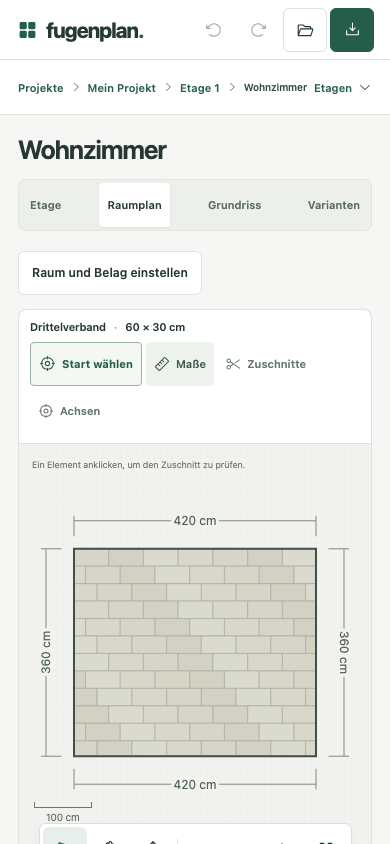 fugenplan.
Projekte > Mein Projekt > Etage 1 > Wohnzimmer Etagen
Wohnzimmer
Etage Raumplan Grundriss Varianten
Raum und Belag einstellen
Drittelverband · 60 × 30 cm
Start wählen Maße Zuschnitte
Achsen
Ein Element anklicken, um den Zuschnitt zu prüfen.
420 cm
360 cm
360 cm
420 cm
100 cm